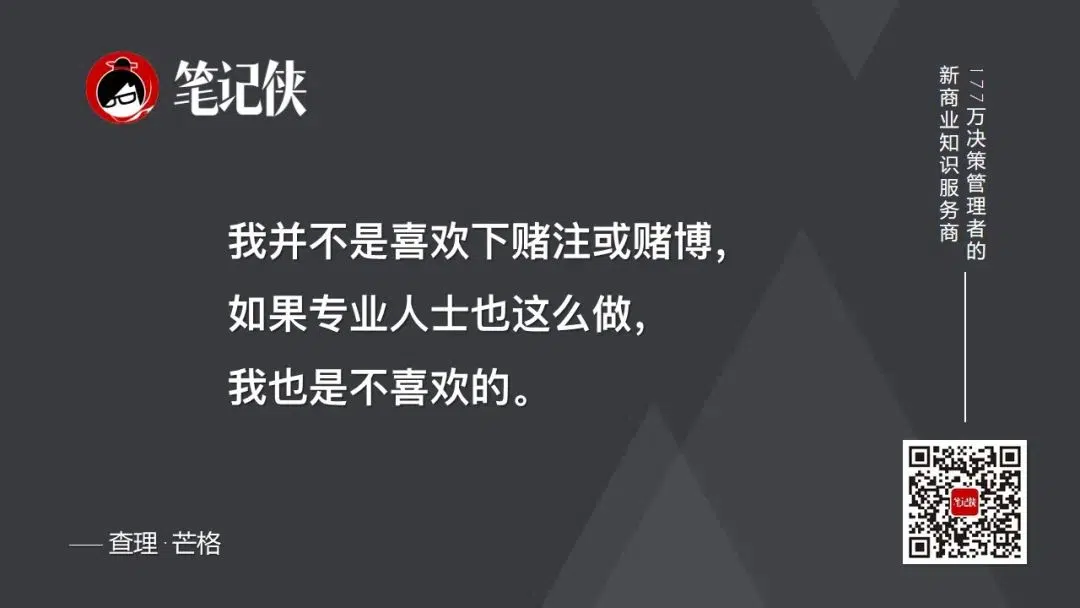 笔记侠
177万决策管理者的
新商业知识服务商
我并不是喜欢下赌注或赌博，
如果专业人士也这么做，
我也是不喜欢的。
—— 查理·芒格
笔记侠